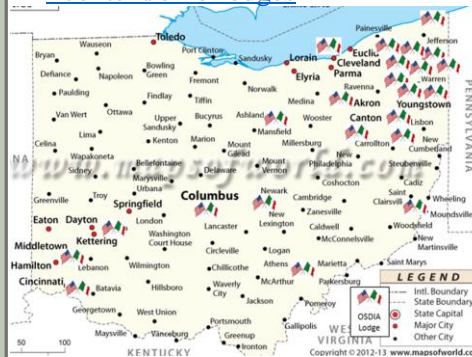 Wauseon
Toledo
Port Clinton
Painesville
Jefferson
Bryan
Sandusky
Lorain
Euclid
Cleveland
Defiance
Napoleon
Bowling
Green
Fremont
Elyria
Parma
Warren
Paulding
Norwalk
Ravenna
Findlay
Tiffin
Medina
Akron
Youngstown
Van Wert
Ottawa
Upper
Sandusky
Bucyrus
Ashland
Wooster
Canton
Lisbon
Lima
Kenton
Marion
Mansfield
Millersburg
Carrollton
New
Cumberland
Celina
Wapakoneta
Mount
Gilead
New
Philadelphia
Steubenville
www.mapsofworld.com
Sidney
Bellefontaine
Delaware
Mount
Vernon
Coshocton
Cadiz
Marysville
Urbana
Greenville
Troy
Columbus
Newark
Cambridge
Saint
Clairsville
Wheeling
Springfield
Zanesville
Moundsville
Eaton
Dayton
London
Lancaster
New
Lexington
Caldwell
Woodsfield
Kettering
Washington
Court House
McConnelsville
New
Martinsville
Middletown
Circleville
Logan
Hamilton
Lebanon
Wilmington
Chillicothe
Athens
Marietta
Saint Marys
Cincinnati
Batavia
Hillsboro
Waverly
City
McArthur
Parkersburg
Jackson
Pomeroy
Georgetown
West Union
Portsmouth
Gallipolis
Maysville
Vanceburg
Greenup
Ironton
KENTUCKY
WEST
VIRGINIA
PENNSYLVANIA
NA
50
100
OSDIA
Lodge
LEGEND
Intl. Boundary
State Boundary
State Capital
Major City
Other City
Copyright © 2012-13 www.mapsofworld.co